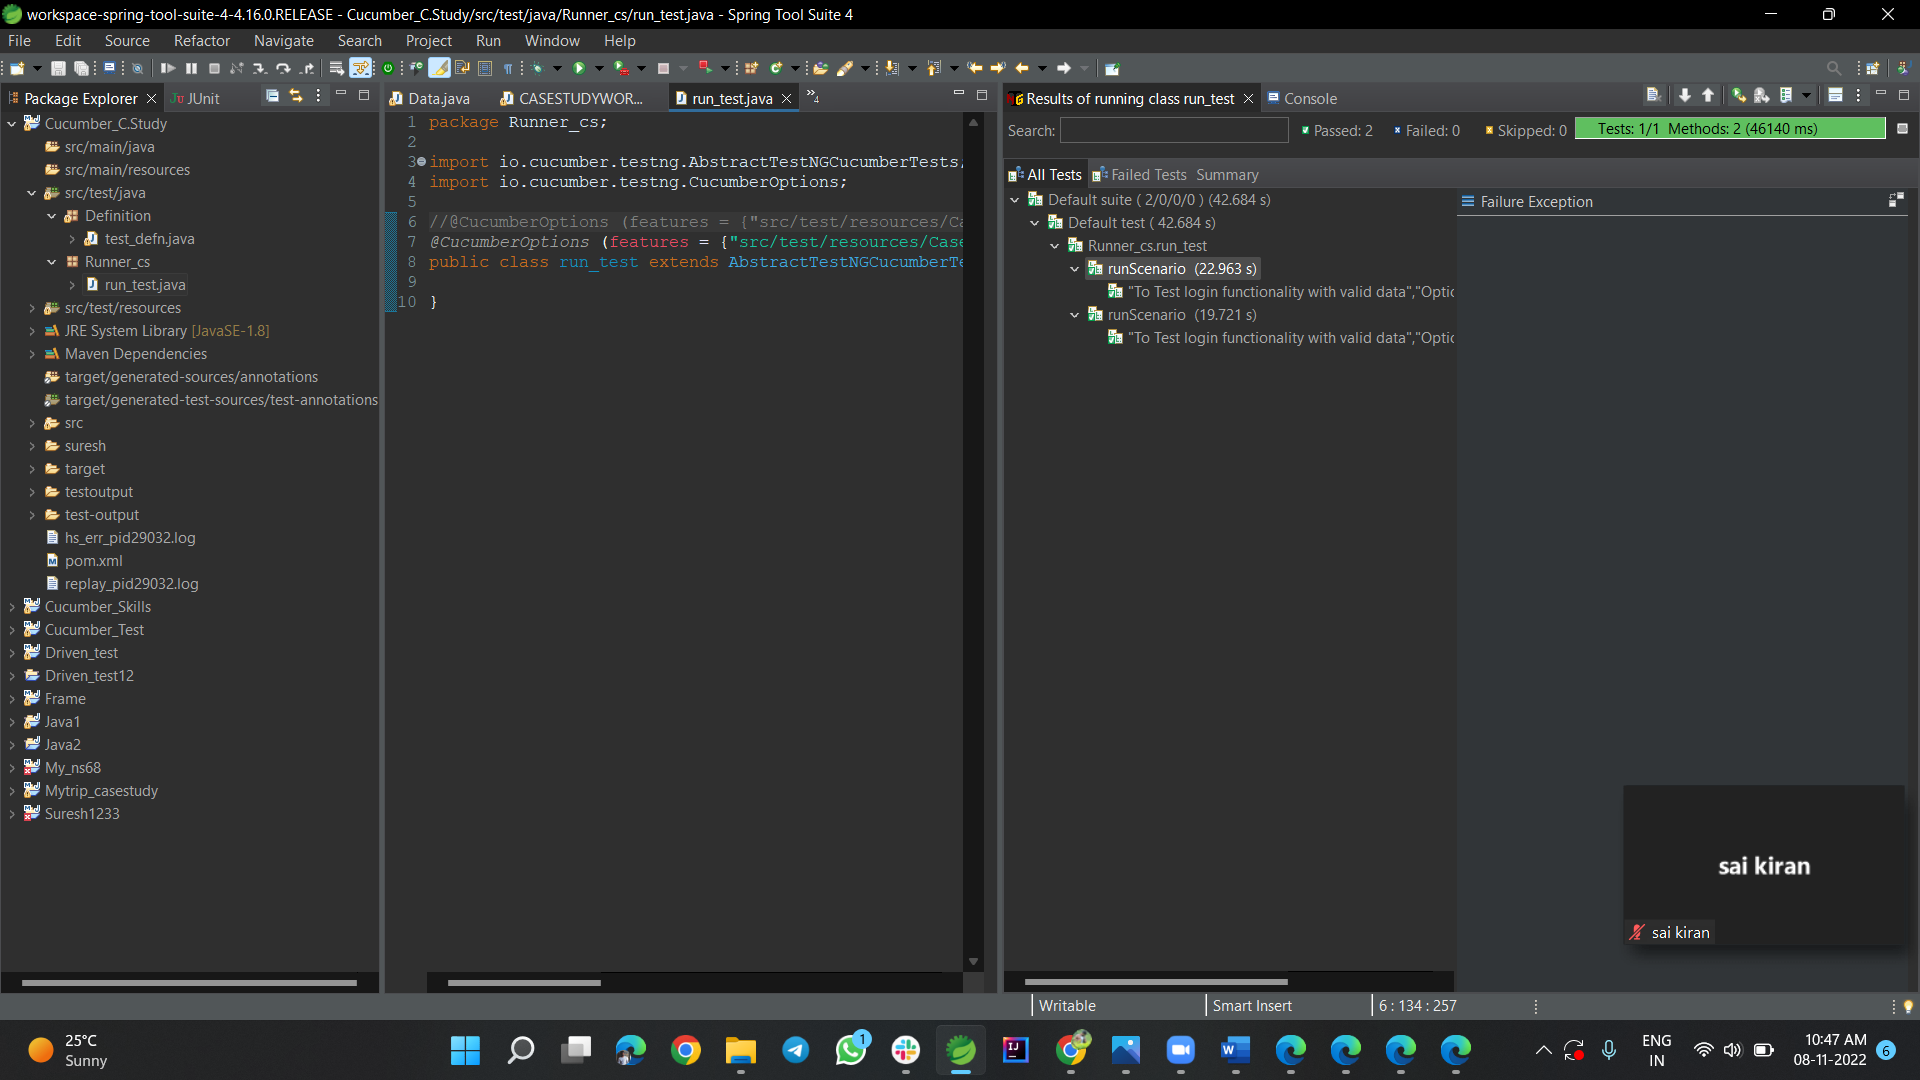 workspace-spring-tool-suite-4-4.16.0.RELEASE - Cucumber_C.Study/src/test/java/Runner_cs/run_test.java - Spring Tool Suite 4
File Edit Source Refactor Navigate Search Project Run Window Help
Package Explorer
JUnit
Cucumber_C.Study
src/main/java
src/main/resources
src/test/java
Definition
test_defn.java
Runner_cs
run_test.java
src/test/resources
JRE System Library [JavaSE-1.8]
Maven Dependencies
target/generated-sources/annotations
target/generated-test-sources/test-annotations
src
suresh
target
testoutput
test-output
hs_err_pid29032.log
pom.xml
replay_pid29032.log
Cucumber_Skills
Cucumber_Test
Driven_test
Driven_test12
Frame
Java1
Java2
My_ns68
Mytrip_casestudy
Suresh1233
Data.java
CASESTUDYWOR...
run_test.java
4
1 package Runner_cs;
2
3 import io.cucumber.testng.AbstractTestNGCucumberTests;
4 import io.cucumber.testng.CucumberOptions;
5
6 //@CucumberOptions (features = {"src/test/resources/Ca
7 @CucumberOptions (features = {"src/test/resources/Case
8 public class run_test extends AbstractTestNGCucumberTe
9
10 }
Results of running class run_test
Console
Search:
Passed: 2
Failed: 0
Skipped: 0
Tests: 1/1 Methods: 2 (46140 ms)
All Tests
Failed Tests
Summary
Default suite ( 2/0/0/0 ) (42.684 s)
Default test ( 42.684 s)
Runner_cs.run_test
runScenario (22.963 s)
"To Test login functionality with valid data","Optic
runScenario (19.721 s)
"To Test login functionality with valid data","Optic
Failure Exception
sai kiran
sai kiran
Writable
Smart Insert
6 : 134 : 257
25°C
Sunny
1
IJ
ENG
IN
10:47 AM
08-11-2022
6